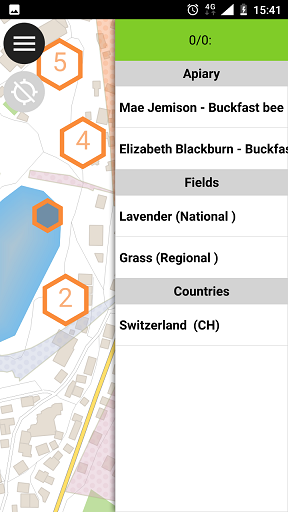 4G
15:41
5
4
2
0/0:
Apiary
Mae Jemison - Buckfast bee
Elizabeth Blackburn - Buckfas
Fields
Lavender (National )
Grass (Regional )
Countries
Switzerland  (CH)